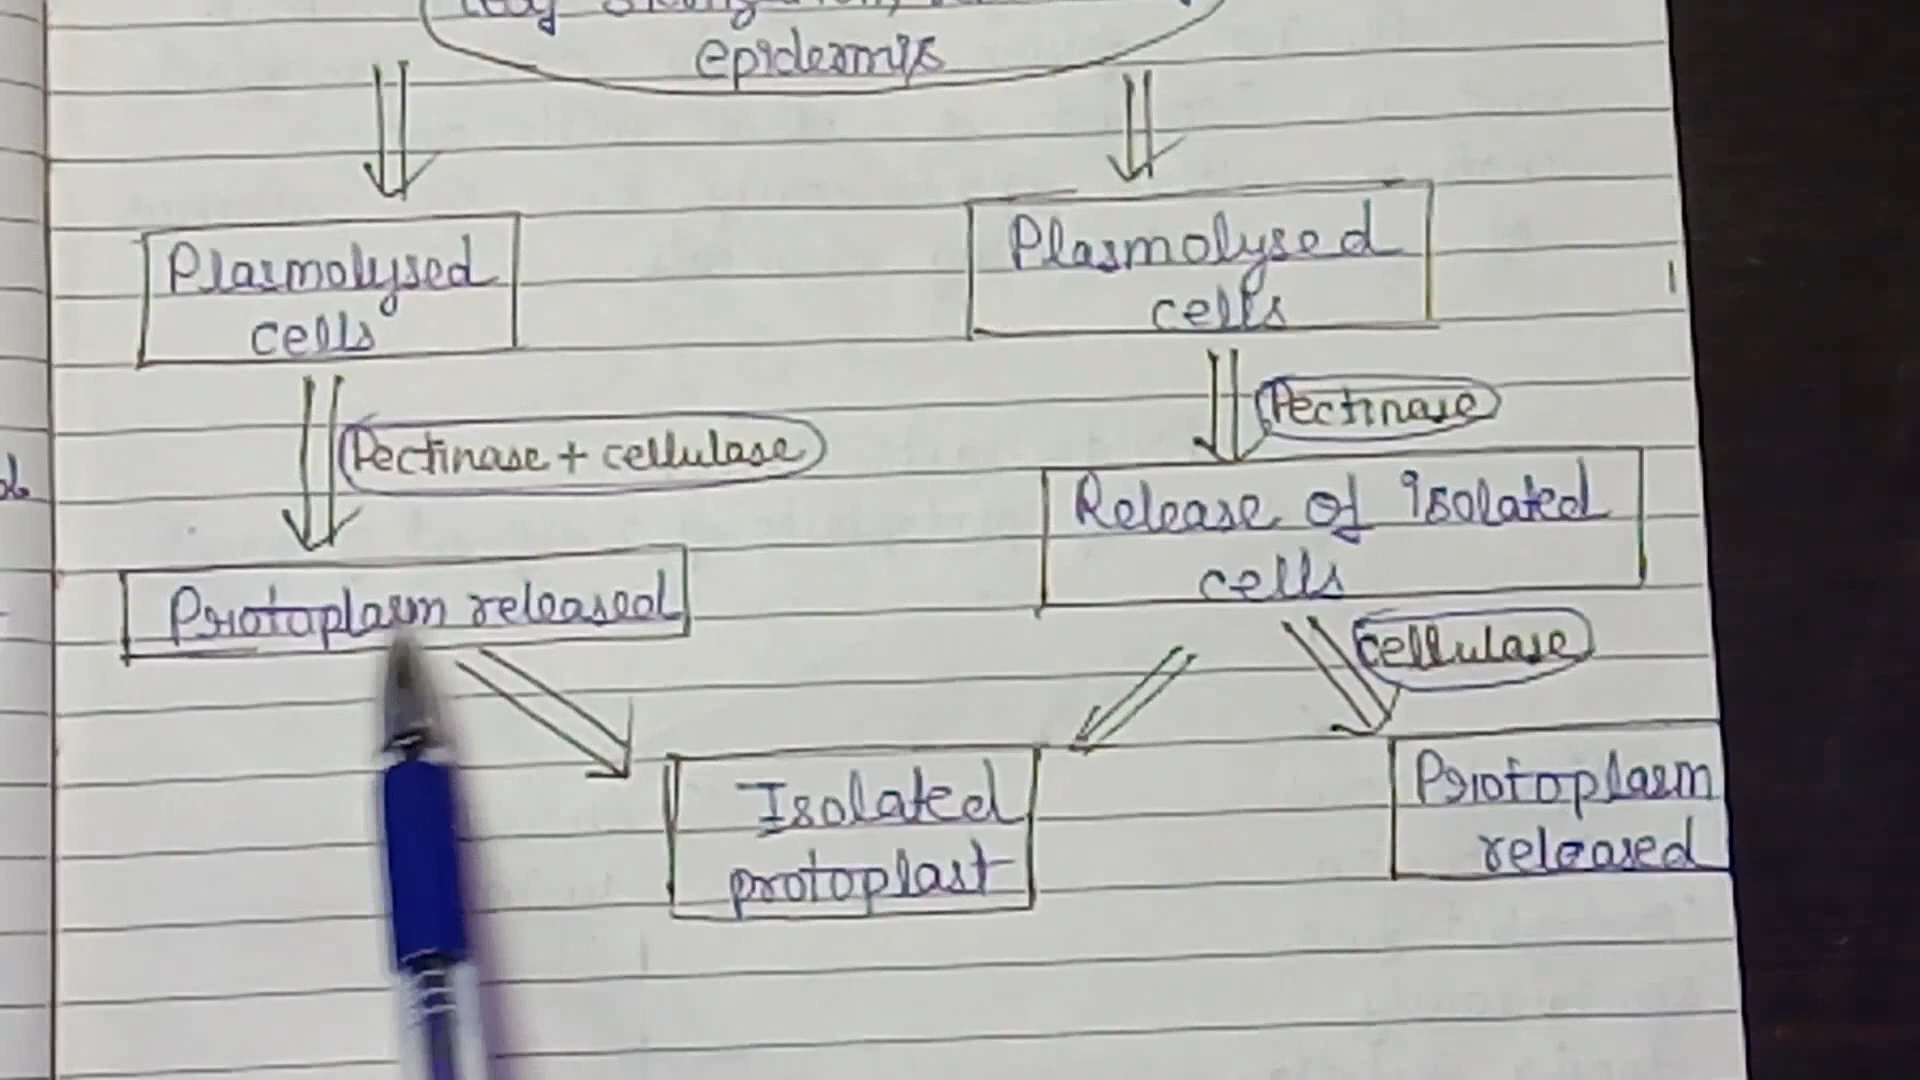 epidermis
Plasmolysed
cells
Plasmolysed
cells
Pectinase + cellulase
Pectinase
Protoplasm released
Release of isolated
cells
cellulase
Isolated
protoplast
Protoplasm
released